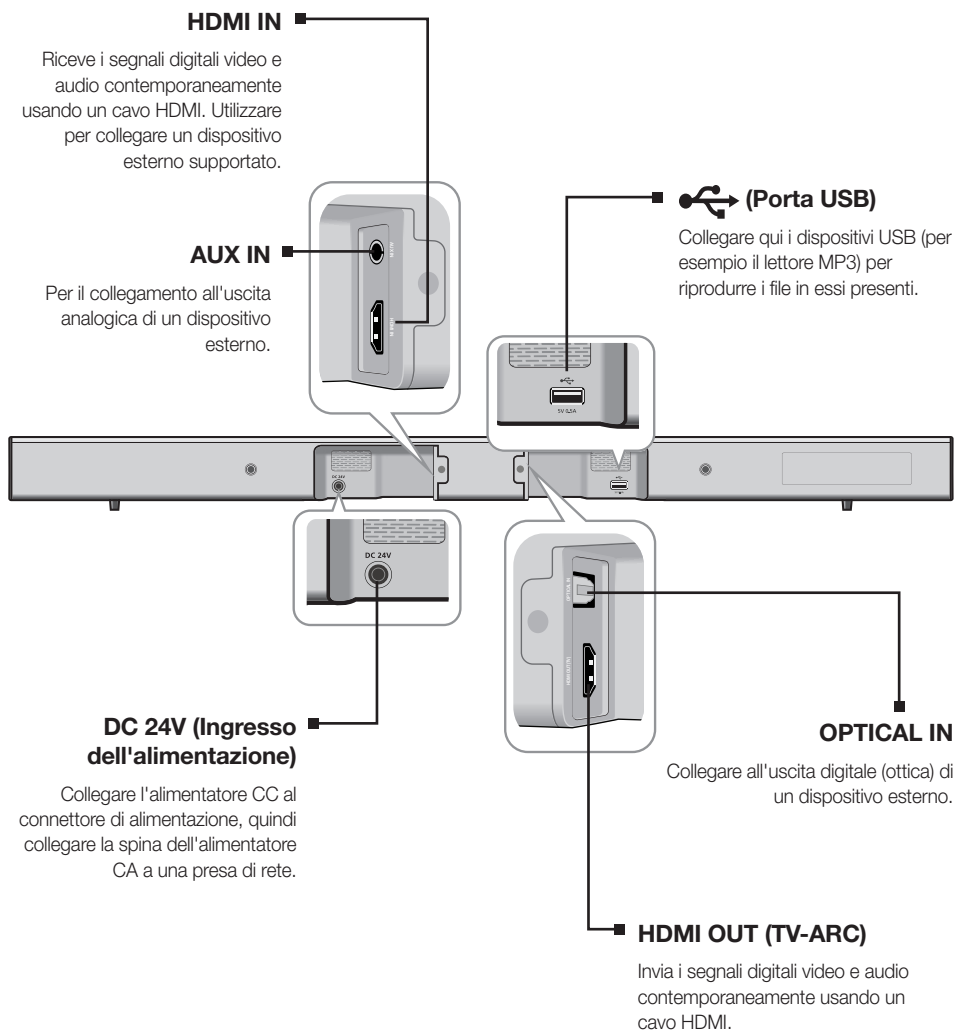 HDMI IN
Riceve i segnali digitali video e
audio contemporaneamente
usando un cavo HDMI. Utilizzare
per collegare un dispositivo
esterno supportato.
AUX IN
Per il collegamento all'uscita
analogica di un dispositivo
esterno.
(Porta USB)
Collegare qui i dispositivi USB (per
esempio il lettore MP3) per
riprodurre i file in essi presenti.
5V 0.5A
DC 24V
DC 24V
OPTICAL IN
DC 24V (Ingresso
dell'alimentazione)
Collegare l'alimentatore CC al
connettore di alimentazione, quindi
collegare la spina dell'alimentatore
CA a una presa di rete.
OPTICAL IN
Collegare all'uscita digitale (ottica) di
un dispositivo esterno.
HDMI OUT (TV-ARC)
Invia i segnali digitali video e audio
contemporaneamente usando un
cavo HDMI.